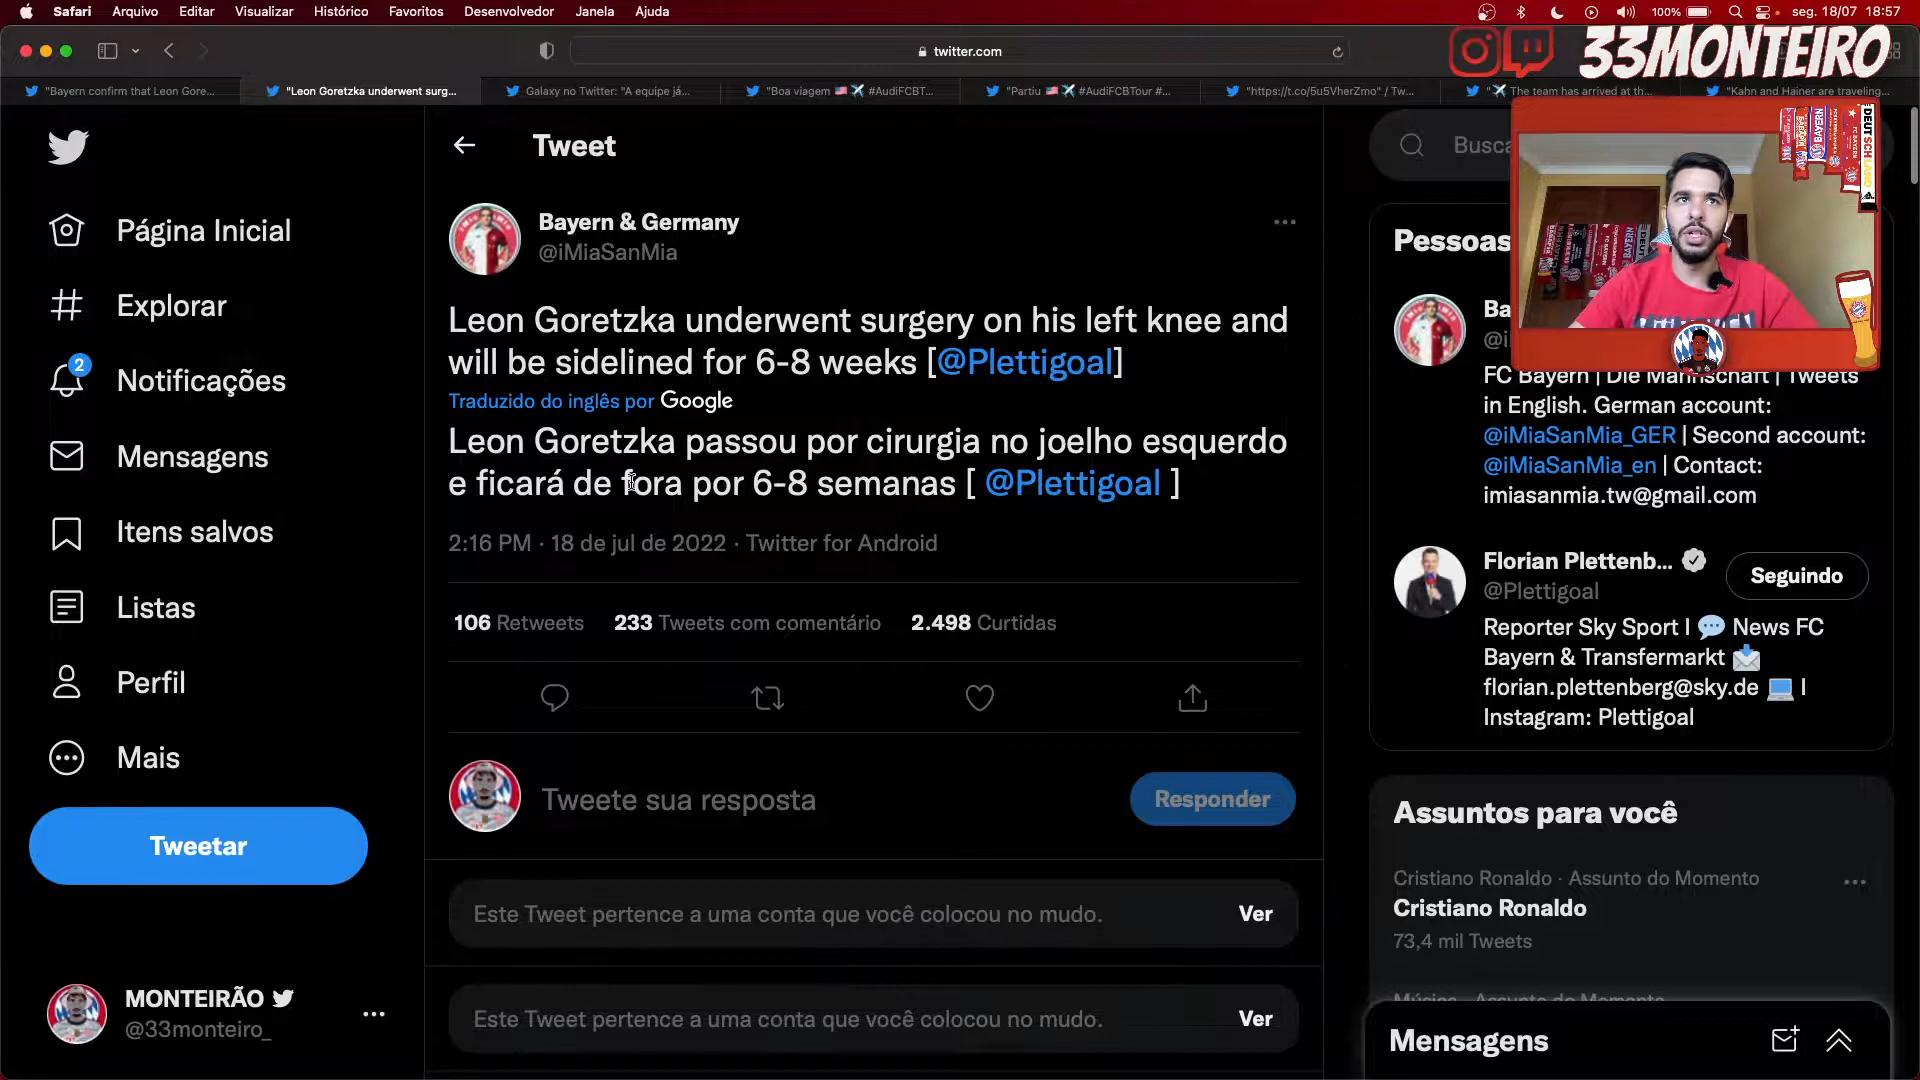 Safari Arquivo Editar Visualizar Histórico Favoritos Desenvolvedor Janela Ajuda 100% seg. 18/07 18:57
twitter.com
33MONTEIRO
"Bayern confirm that Leon Gore...
"Leon Goretzka underwent surg...
Galaxy no Twitter: "A equipe já...
"Boa viagem 🇺🇸 ✈️ #AudiFCBT...
"Partiu 🇺🇸 ✈️ #AudiFCBTour #...
"https://t.co/5u5VherZmo" / Tw...
"✈️ The team has arrived at th...
"Kahn and Hainer are traveling...
Página Inicial
Explorar
2
Notificações
Mensagens
Itens salvos
Listas
Perfil
Mais
Tweetar
MONTEIRÃO
@33monteiro_
Tweet
Bayern & Germany
@iMiaSanMia
Leon Goretzka underwent surgery on his left knee and
will be sidelined for 6-8 weeks [@Plettigoal]
Traduzido do inglês por Google
Leon Goretzka passou por cirurgia no joelho esquerdo
e ficará de fora por 6-8 semanas [ @Plettigoal ]
2:16 PM · 18 de jul de 2022 · Twitter for Android
106 Retweets 233 Tweets com comentário 2.498 Curtidas
Tweete sua resposta
Responder
Este Tweet pertence a uma conta que você colocou no mudo. Ver
Este Tweet pertence a uma conta que você colocou no mudo. Ver
Busca
DEUTSCHLAND
BAYERN
Pessoas
Ba
@i
FC Bayern | Die Mannschaft | Tweets
in English. German account:
@iMiaSanMia_GER | Second account:
@iMiaSanMia_en | Contact:
imiasanmia.tw@gmail.com
Florian Plettenb...
@Plettigoal
Seguindo
Reporter Sky Sport I 💬 News FC
Bayern & Transfermarkt 📩
florian.plettenberg@sky.de 💻 I
Instagram: Plettigoal
Assuntos para você
Cristiano Ronaldo · Assunto do Momento
Cristiano Ronaldo
73,4 mil Tweets
Música · Assunto do Momento
Mensagens